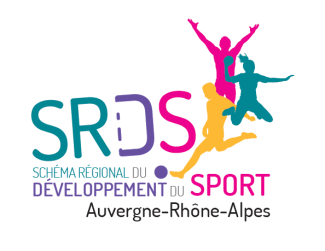 SRDS
SCHÉMA RÉGIONAL DU
DÉVELOPPEMENT DU SPORT
Auvergne-Rhône-Alpes